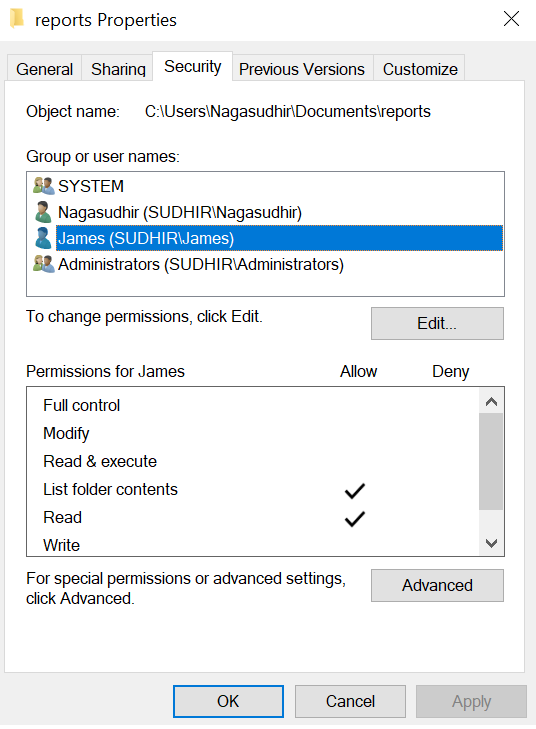 reports Properties
General Sharing Security Previous Versions Customize
Object name: C:\Users\Nagasudhir\Documents\reports
Group or user names:
SYSTEM
Nagasudhir (SUDHIR\Nagasudhir)
James (SUDHIR\James)
Administrators (SUDHIR\Administrators)
To change permissions, click Edit.
Edit...
Permissions for James Allow Deny
Full control
Modify
Read & execute
List folder contents
Read
Write
For special permissions or advanced settings,
click Advanced.
Advanced
OK Cancel Apply